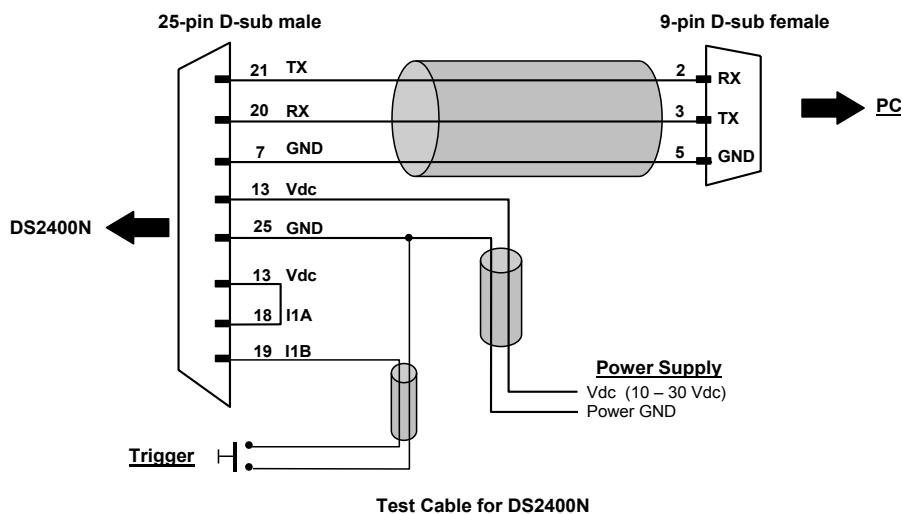 25-pin D-sub male
9-pin D-sub female
21 TX
2 RX
20 RX
3 TX
PC
7 GND
5 GND
13 Vdc
DS2400N
25 GND
13 Vdc
18 I1A
19 I1B
Power Supply
Vdc (10 – 30 Vdc)
Power GND
Trigger
Test Cable for DS2400N